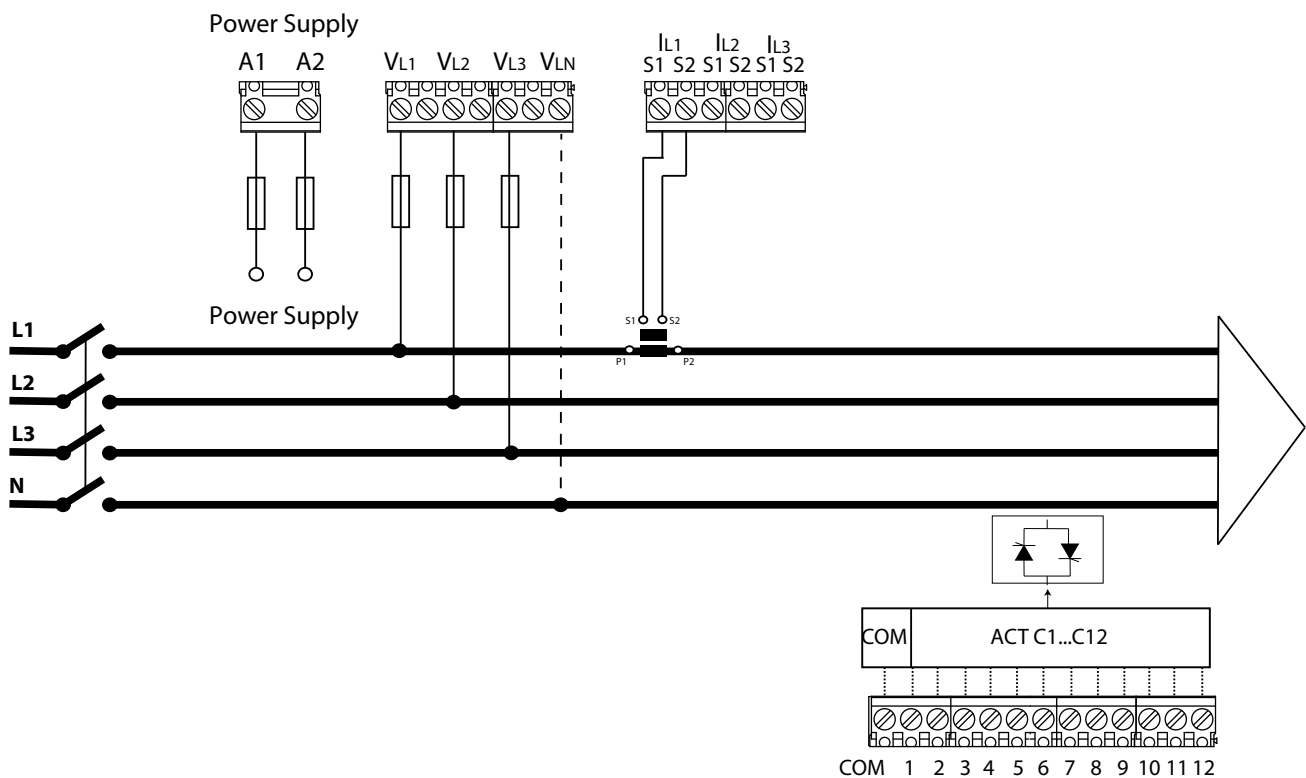 Power Supply
A1 A2
VL1 VL2 VL3 VLN
IL1 IL2 IL3
S1 S2 S1 S2 S1 S2
Power Supply
L1
S1 S2
P1 P2
L2
L3
N
COM ACT C1...C12
COM 1 2 3 4 5 6 7 8 9 10 11 12